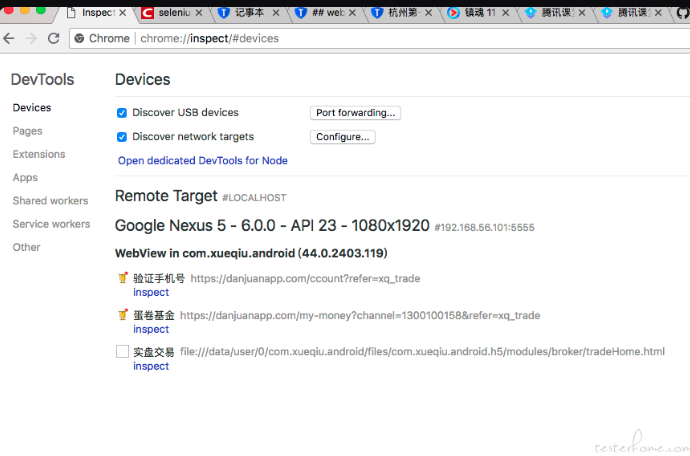 Inspect
seleniu
记事本
## web
杭州第一
镇魂 11
腾讯课堂
腾讯课堂
Chrome | chrome://inspect/#devices
DevTools
Devices
Pages
Extensions
Apps
Shared workers
Service workers
Other
Devices
Discover USB devices
Port forwarding...
Discover network targets
Configure...
Open dedicated DevTools for Node
Remote Target #LOCALHOST
Google Nexus 5 - 6.0.0 - API 23 - 1080x1920 #192.168.56.101:5555
WebView in com.xueqiu.android (44.0.2403.119)
验证手机号 https://danjuanapp.com/ccount?refer=xq_trade
inspect
蛋卷基金 https://danjuanapp.com/my-money?channel=1300100158&refer=xq_trade
inspect
实盘交易 file:///data/user/0/com.xueqiu.android/files/com.xueqiu.android.h5/modules/broker/tradeHome.html
inspect
testerhome.com